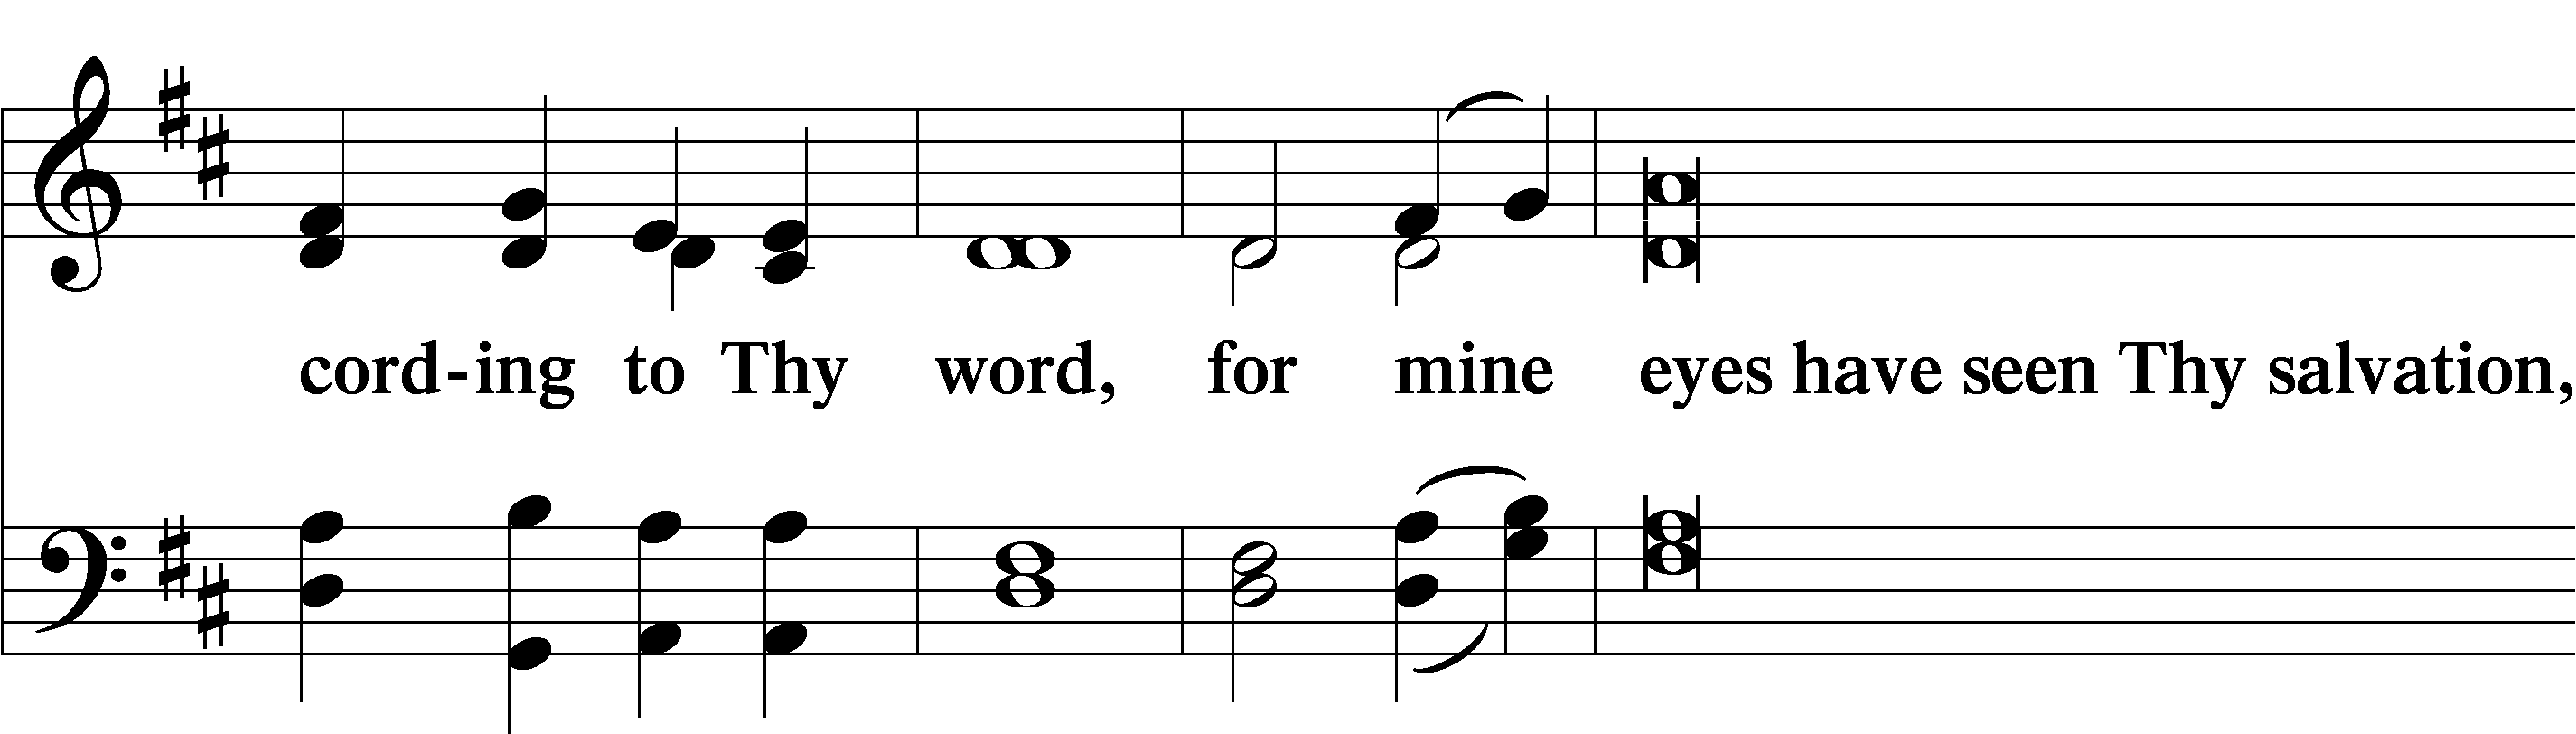 cord-ing to Thy word, for mine eyes have seen Thy salvation,